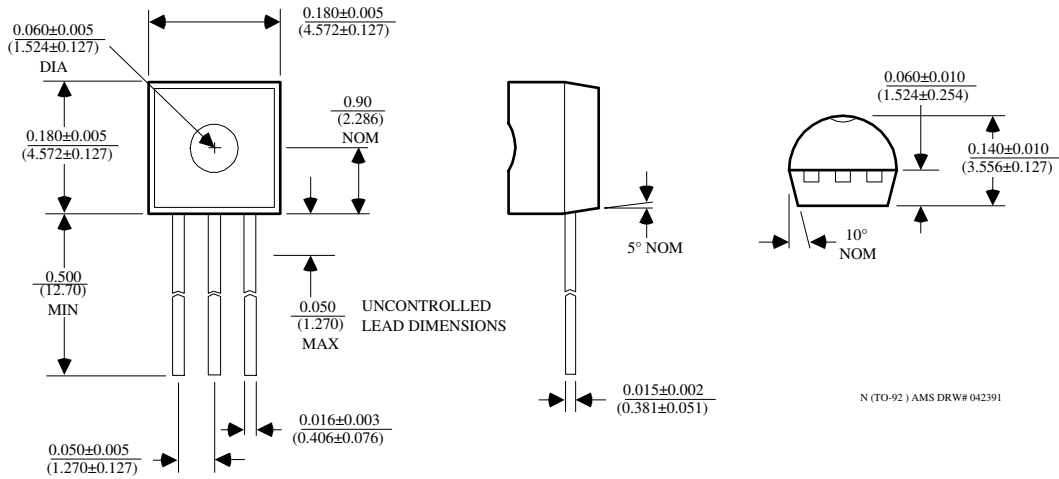 0.060±0.005
(1.524±0.127)
DIA
0.180±0.005
(4.572±0.127)
0.180±0.005
(4.572±0.127)
0.90
(2.286)
NOM
0.500
(12.70)
MIN
0.050
(1.270)
MAX
UNCONTROLLED
LEAD DIMENSIONS
0.016±0.003
(0.406±0.076)
0.050±0.005
(1.270±0.127)
5° NOM
0.015±0.002
(0.381±0.051)
0.060±0.010
(1.524±0.254)
0.140±0.010
(3.556±0.127)
10°
NOM
N (TO-92 ) AMS DRW# 042391